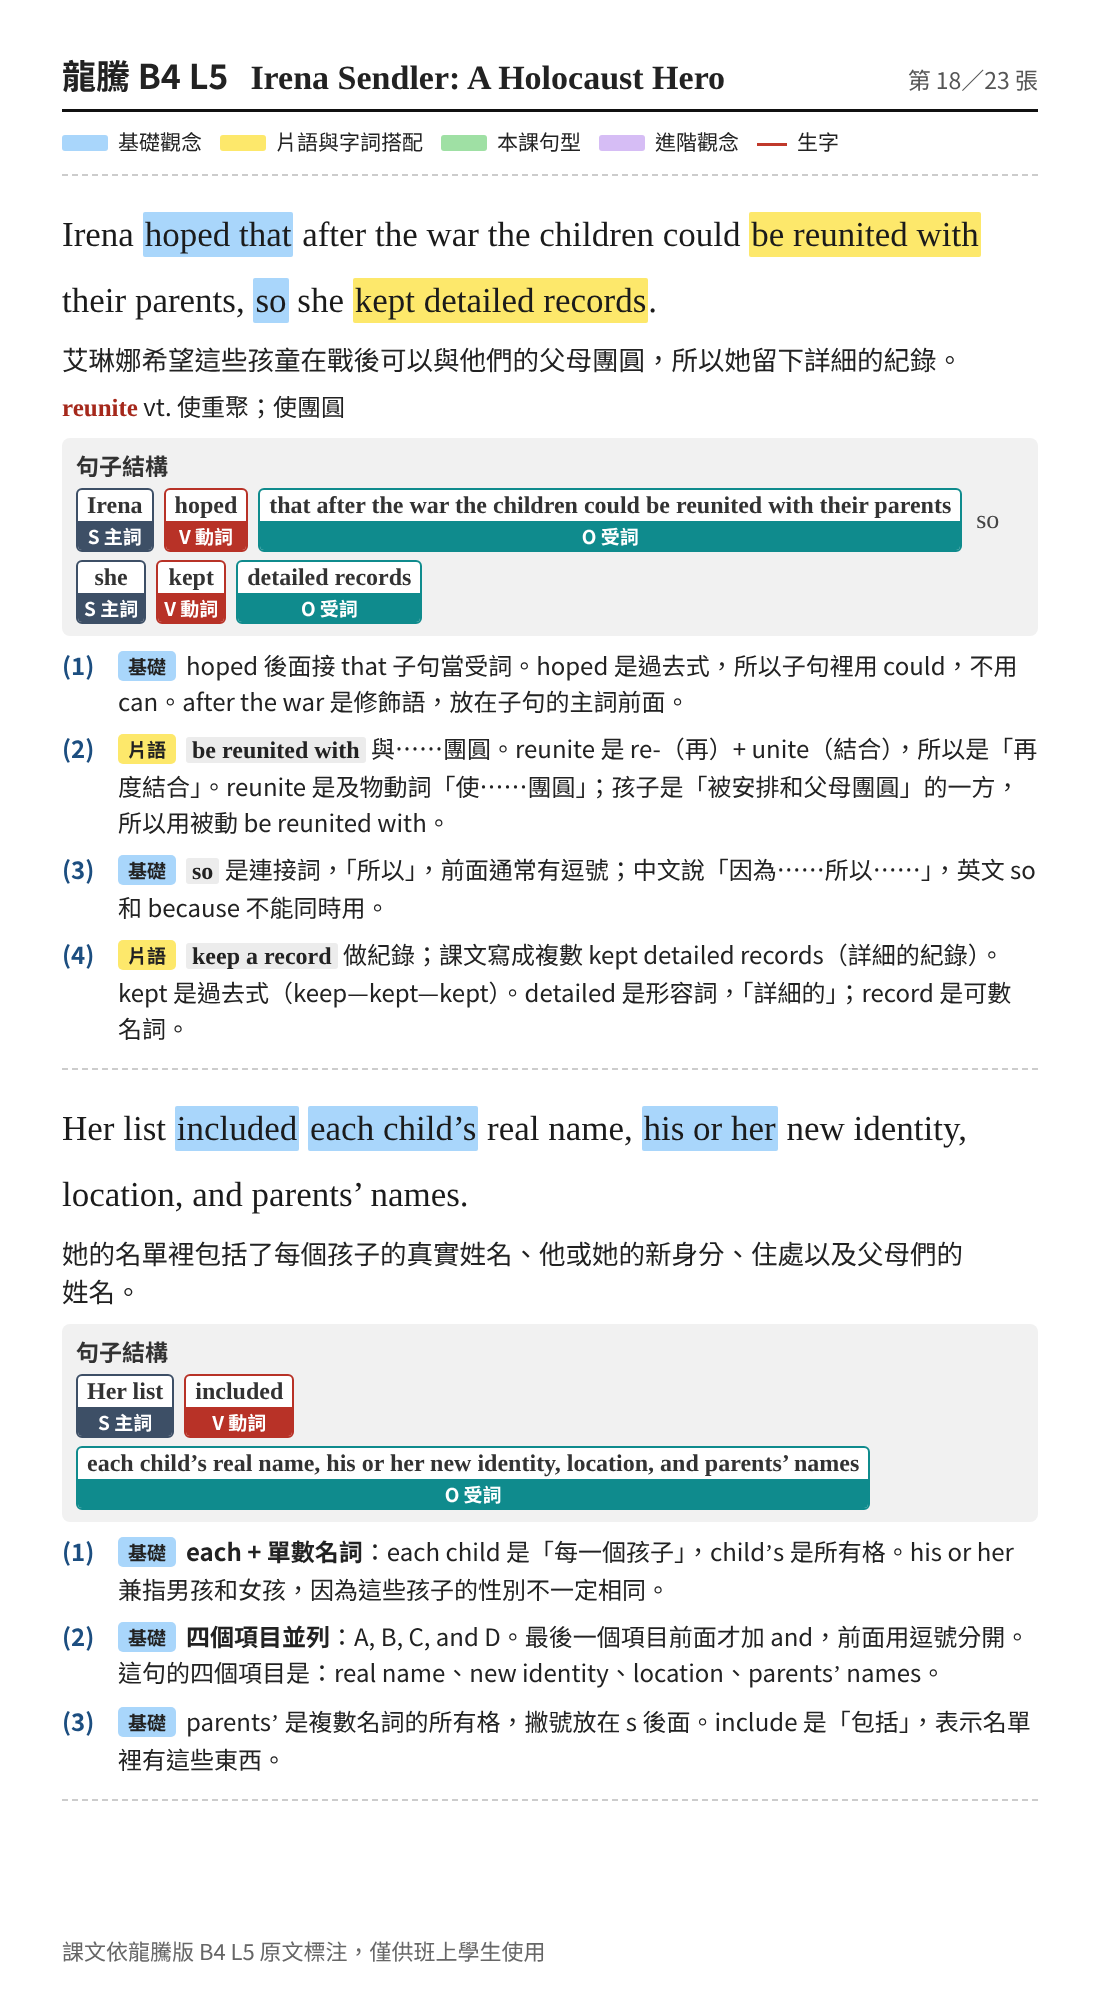 龍騰 B4 L5 Irena Sendler: A Holocaust Hero 第 18／23 張
基礎觀念 片語與字詞搭配 本課句型 進階觀念 生字
Irena hoped that after the war the children could be reunited with
their parents, so she kept detailed records.
艾琳娜希望這些孩童在戰後可以與他們的父母團圓，所以她留下詳細的紀錄。
reunite vt. 使重聚；使團圓
句子結構
Irena hoped that after the war the children could be reunited with their parents so
S 主詞 V 動詞 O 受詞
she kept detailed records
S 主詞 V 動詞 O 受詞
(1) 基礎 hoped 後面接 that 子句當受詞。hoped 是過去式，所以子句裡用 could，不用
can。after the war 是修飾語，放在子句的主詞前面。
(2) 片語 be reunited with 與……團圓。reunite 是 re-（再）+ unite（結合），所以是「再
度結合」。reunite 是及物動詞「使……團圓」；孩子是「被安排和父母團圓」的一方，
所以用被動 be reunited with。
(3) 基礎 so 是連接詞，「所以」，前面通常有逗號；中文說「因為……所以……」，英文 so
和 because 不能同時用。
(4) 片語 keep a record 做紀錄；課文寫成複數 kept detailed records（詳細的紀錄）。
kept 是過去式（keep—kept—kept）。detailed 是形容詞，「詳細的」；record 是可數
名詞。
Her list included each child’s real name, his or her new identity,
location, and parents’ names.
她的名單裡包括了每個孩子的真實姓名、他或她的新身分、住處以及父母們的
姓名。
句子結構
Her list included
S 主詞 V 動詞
each child’s real name, his or her new identity, location, and parents’ names
O 受詞
(1) 基礎 each + 單數名詞：each child 是「每一個孩子」，child’s 是所有格。his or her
兼指男孩和女孩，因為這些孩子的性別不一定相同。
(2) 基礎 四個項目並列：A, B, C, and D。最後一個項目前面才加 and，前面用逗號分開。
這句的四個項目是：real name、new identity、location、parents’ names。
(3) 基礎 parents’ 是複數名詞的所有格，撇號放在 s 後面。include 是「包括」，表示名單
裡有這些東西。
課文依龍騰版 B4 L5 原文標注，僅供班上學生使用